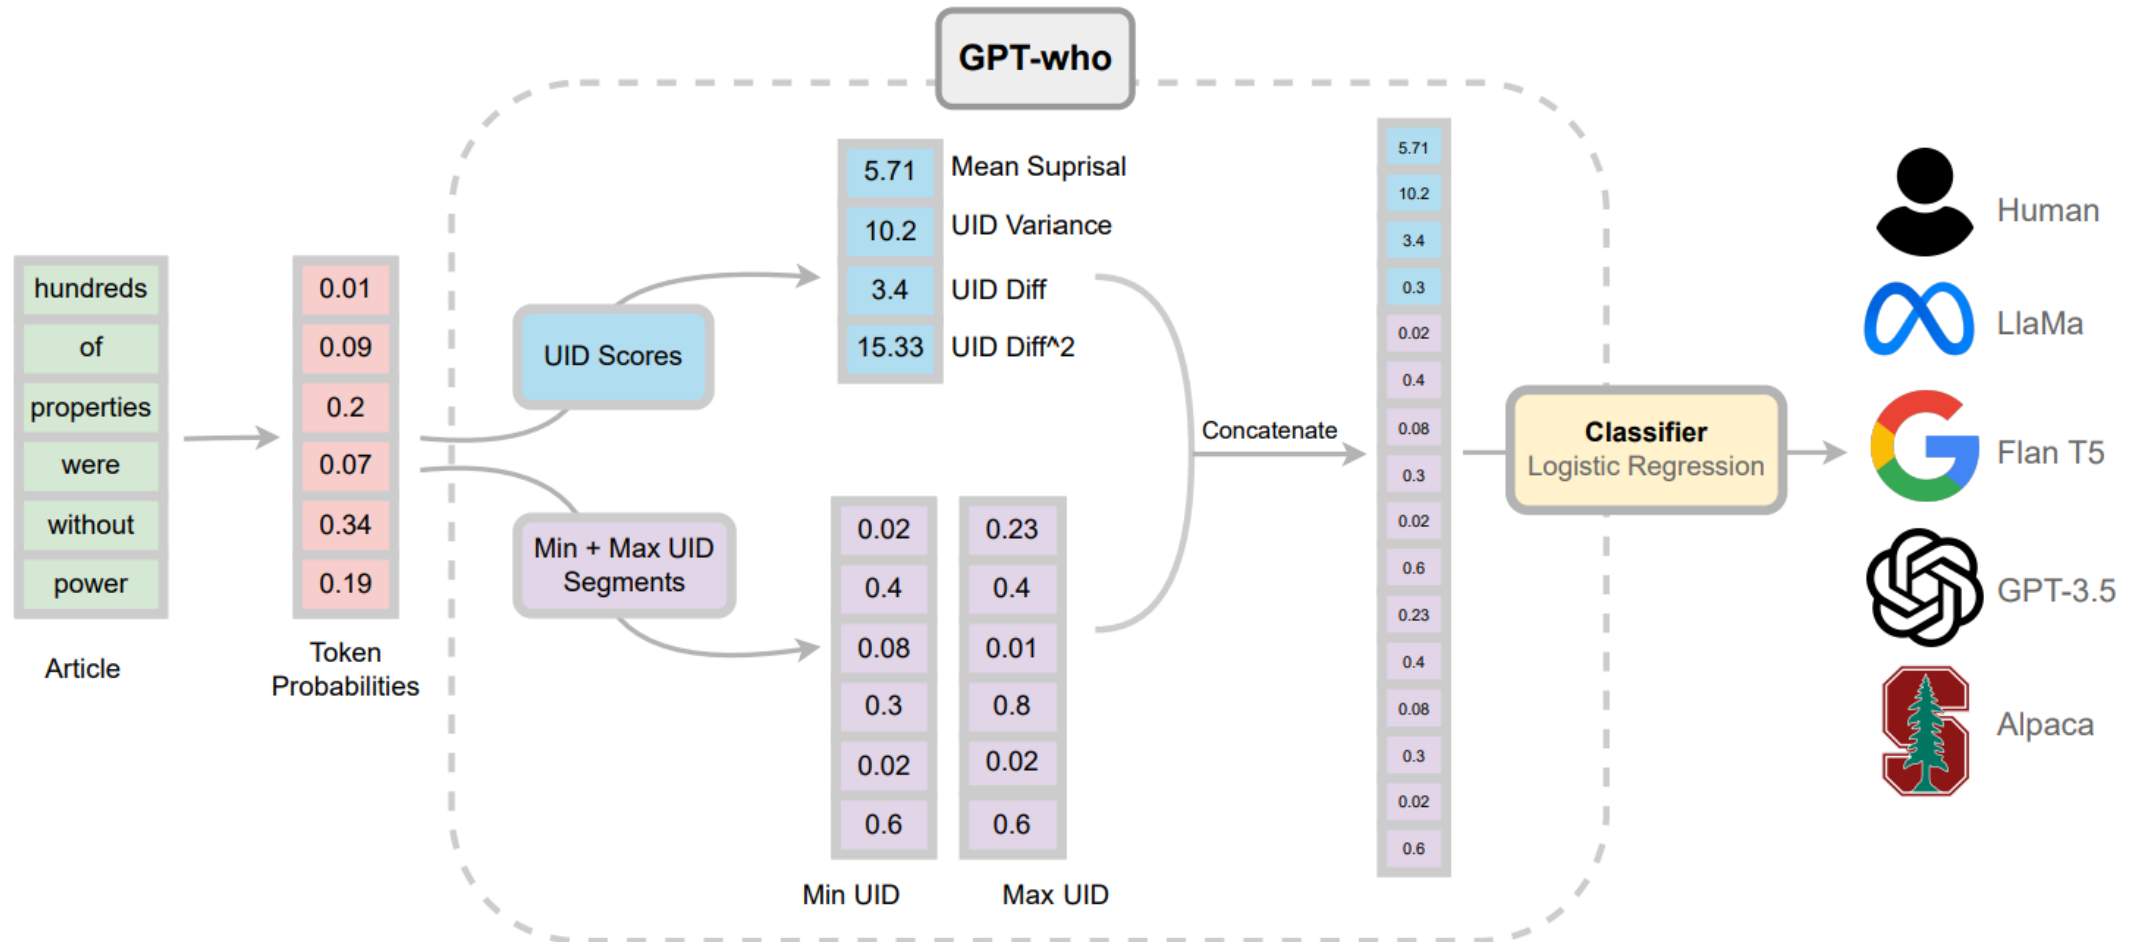 GPT-who
hundreds
of
properties
were
without
power
Article
0.01
0.09
0.2
0.07
0.34
0.19
Token
Probabilities
UID Scores
Min + Max UID
Segments
5.71
Mean Suprisal
10.2
UID Variance
3.4
UID Diff
15.33
UID Diff^2
0.02
0.4
0.08
0.3
0.02
0.6
Min UID
0.23
0.4
0.01
0.8
0.02
0.6
Max UID
Concatenate
5.71
10.2
3.4
0.3
0.02
0.4
0.08
0.3
0.02
0.6
0.23
0.4
0.08
0.3
0.02
0.6
Classifier
Logistic Regression
Human
LlaMa
Flan T5
GPT-3.5
Alpaca